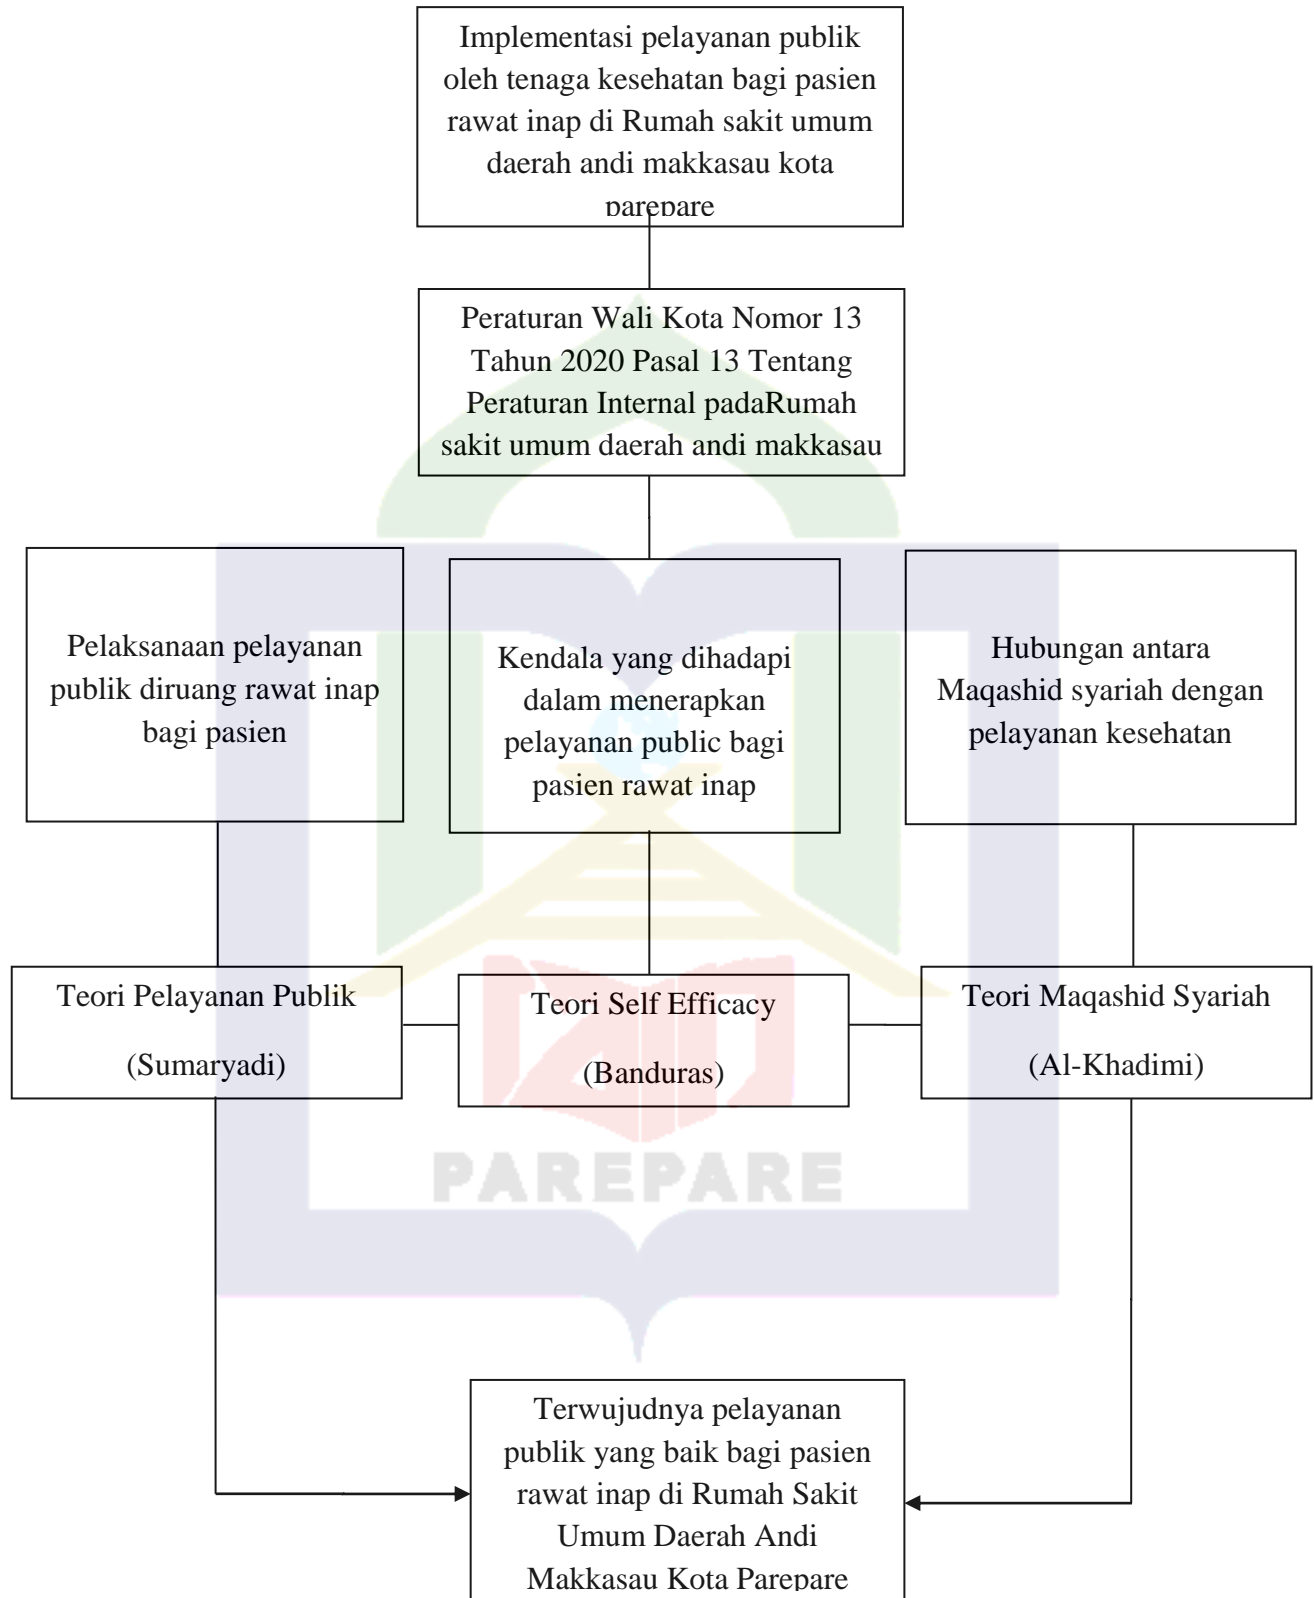 Implementasi pelayanan publik
oleh tenaga kesehatan bagi pasien
rawat inap di Rumah sakit umum
daerah andi makkasau kota
parepare
Peraturan Wali Kota Nomor 13
Tahun 2020 Pasal 13 Tentang
Peraturan Internal padaRumah
sakit umum daerah andi makkasau
Pelaksanaan pelayanan
publik diruang rawat inap
bagi pasien
Kendala yang dihadapi
dalam menerapkan
pelayanan public bagi
pasien rawat inap
Hubungan antara
Maqashid syariah dengan
pelayanan kesehatan
Teori Pelayanan Publik
(Sumaryadi)
Teori Self Efficacy
(Banduras)
Teori Maqashid Syariah
(Al-Khadimi)
PAREPARE
Terwujudnya pelayanan
publik yang baik bagi pasien
rawat inap di Rumah Sakit
Umum Daerah Andi
Makkasau Kota Parepare